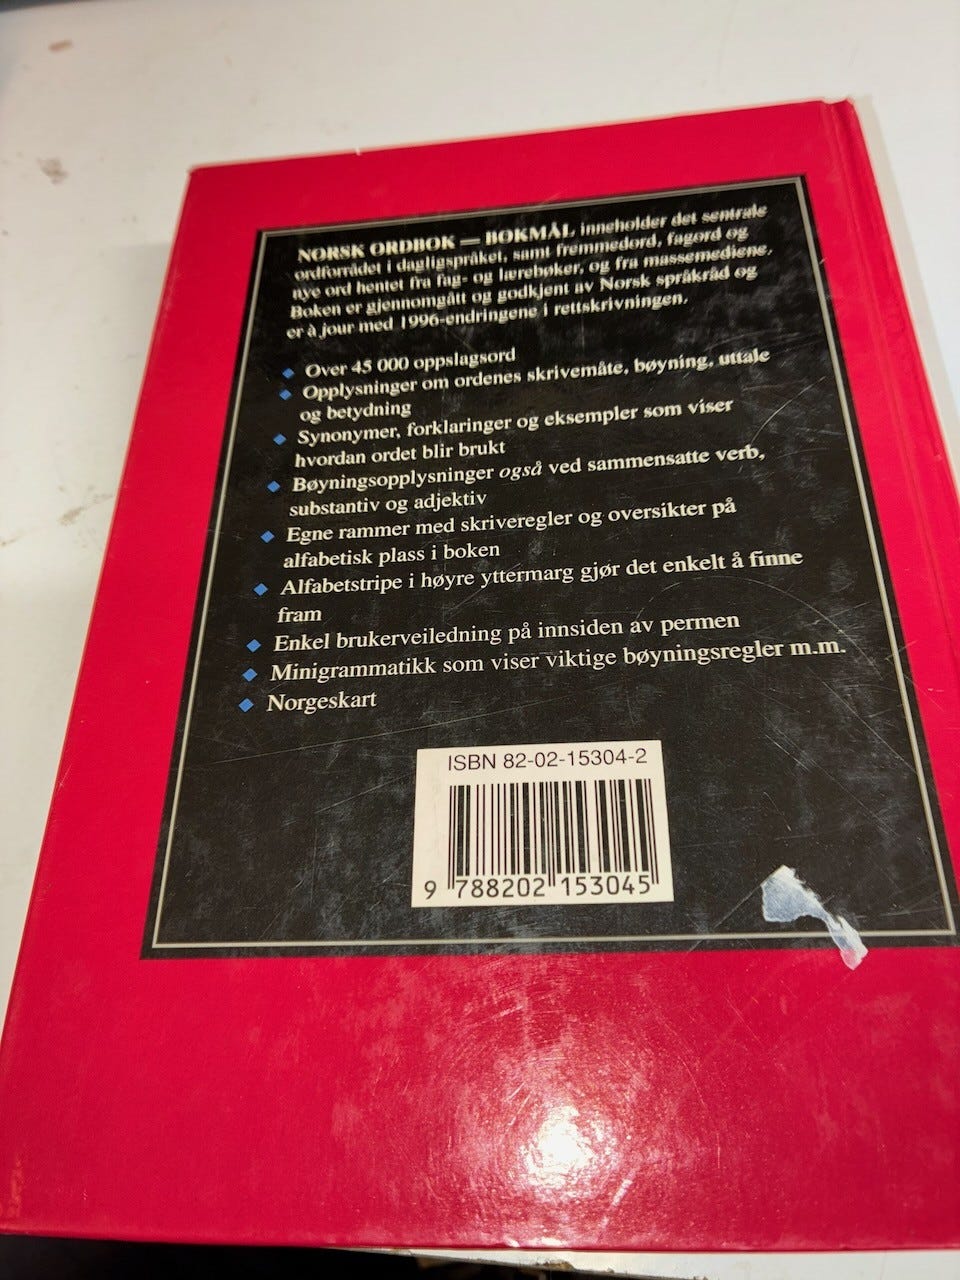 NORSK ORDBOK — BOKMÅL inneholder det sentrale
ordforrådet i dagligspråket, samt fremmedord, fagord og
nye ord hentet fra fag- og lærebøker, og fra massemediene.
Boken er gjennomgått og godkjent av Norsk språkråd og
er à jour med 1996-endringene i rettskrivningen.
Over 45 000 oppslagsord
Opplysninger om ordenes skrivemåte, bøyning, uttale
og betydning
Synonymer, forklaringer og eksempler som viser
hvordan ordet blir brukt
Bøyningsopplysninger også ved sammensatte verb,
substantiv og adjektiv
Egne rammer med skriveregler og oversikter på
alfabetisk plass i boken
Alfabetstripe i høyre yttermarg gjør det enkelt å finne
fram
Enkel brukerveiledning på innsiden av permen
Minigrammatikk som viser viktige bøyningsregler m.m.
Norgeskart
ISBN 82-02-15304-2
9 788202 153045